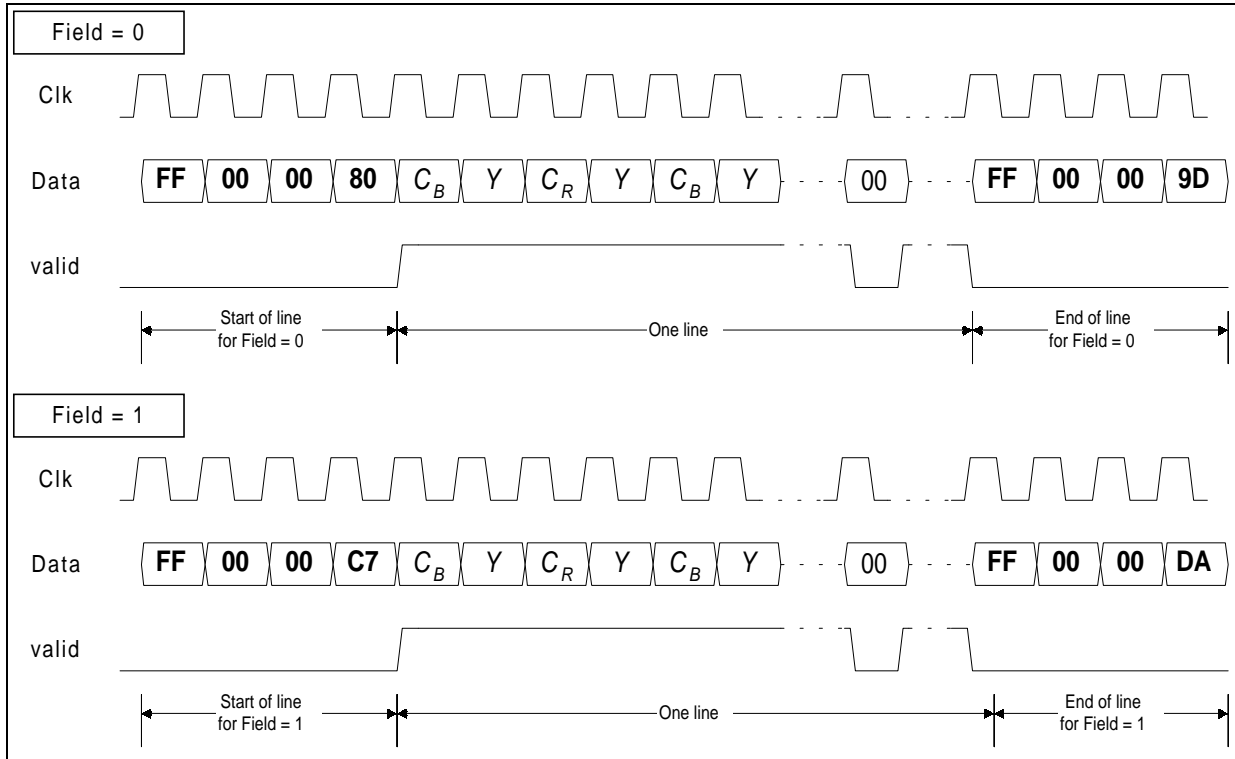 Field = 0
Clk
Data FF 00 00 80 CB Y CR Y CB Y 00 FF 00 00 9D
valid
Start of line
for Field = 0
One line
End of line
for Field = 0
Field = 1
Clk
Data FF 00 00 C7 CB Y CR Y CB Y 00 FF 00 00 DA
valid
Start of line
for Field = 1
One line
End of line
for Field = 1